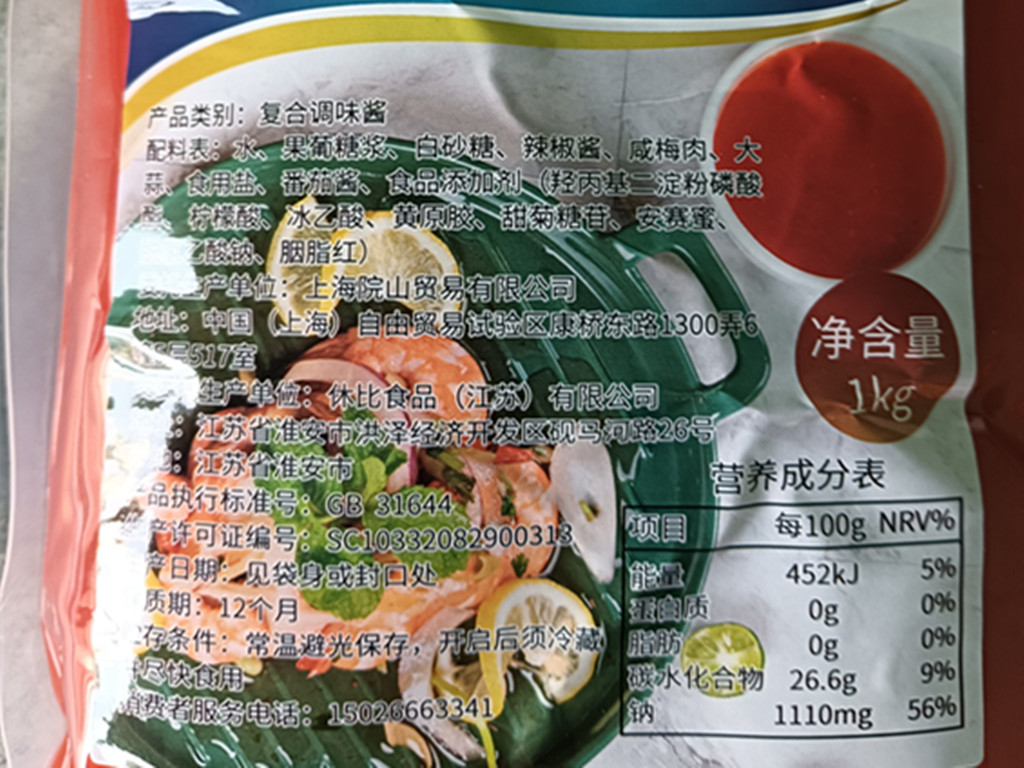 产品类别：复合调味酱
配料表：水、果葡糖浆、白砂糖、辣椒酱、咸梅肉、大
蒜、食用盐、番茄酱、食品添加剂（羟丙基二淀粉磷酸
酯、柠檬酸、冰乙酸、黄原胶、甜菊糖苷、安赛蜜、
乙酸钠、胭脂红）
生产单位：上海院山贸易有限公司
地址：中国（上海）自由贸易试验区康桥东路1300弄6
号517室
生产单位：休比食品（江苏）有限公司
：江苏省淮安市洪泽经济开发区砚马河路26号
：江苏省淮安市
品执行标准号：GB 31644
产许可证编号：SC10332082900313
产日期：见袋身或封口处
质期：12个月
存条件：常温避光保存，开启后须冷藏
尽快食用
消费者服务电话：15026663341
净含量
1kg
营养成分表
项目 每100g NRV%
能量 452kJ 5%
蛋白质 0g 0%
脂肪 0g 0%
碳水化合物 26.6g 9%
钠 1110mg 56%